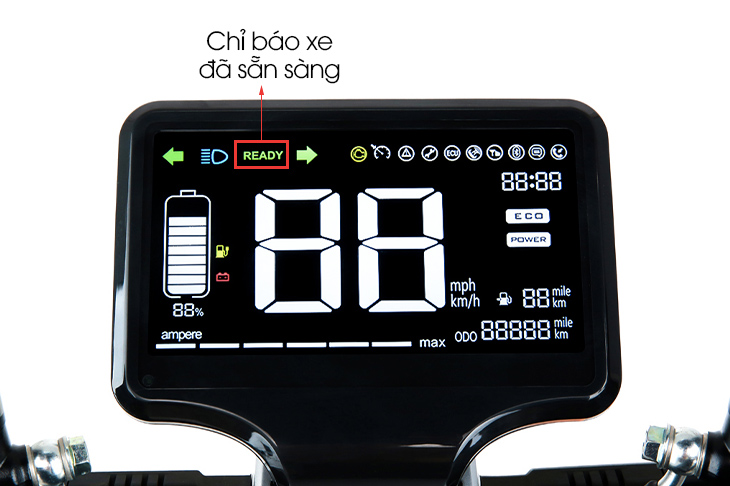 Chỉ báo xe
đã sẵn sàng
READY
ECU
88:88
ECO
POWER
88
mph
km/h
88 mile
km
88%
ODO 88888 mile
km
ampere
max